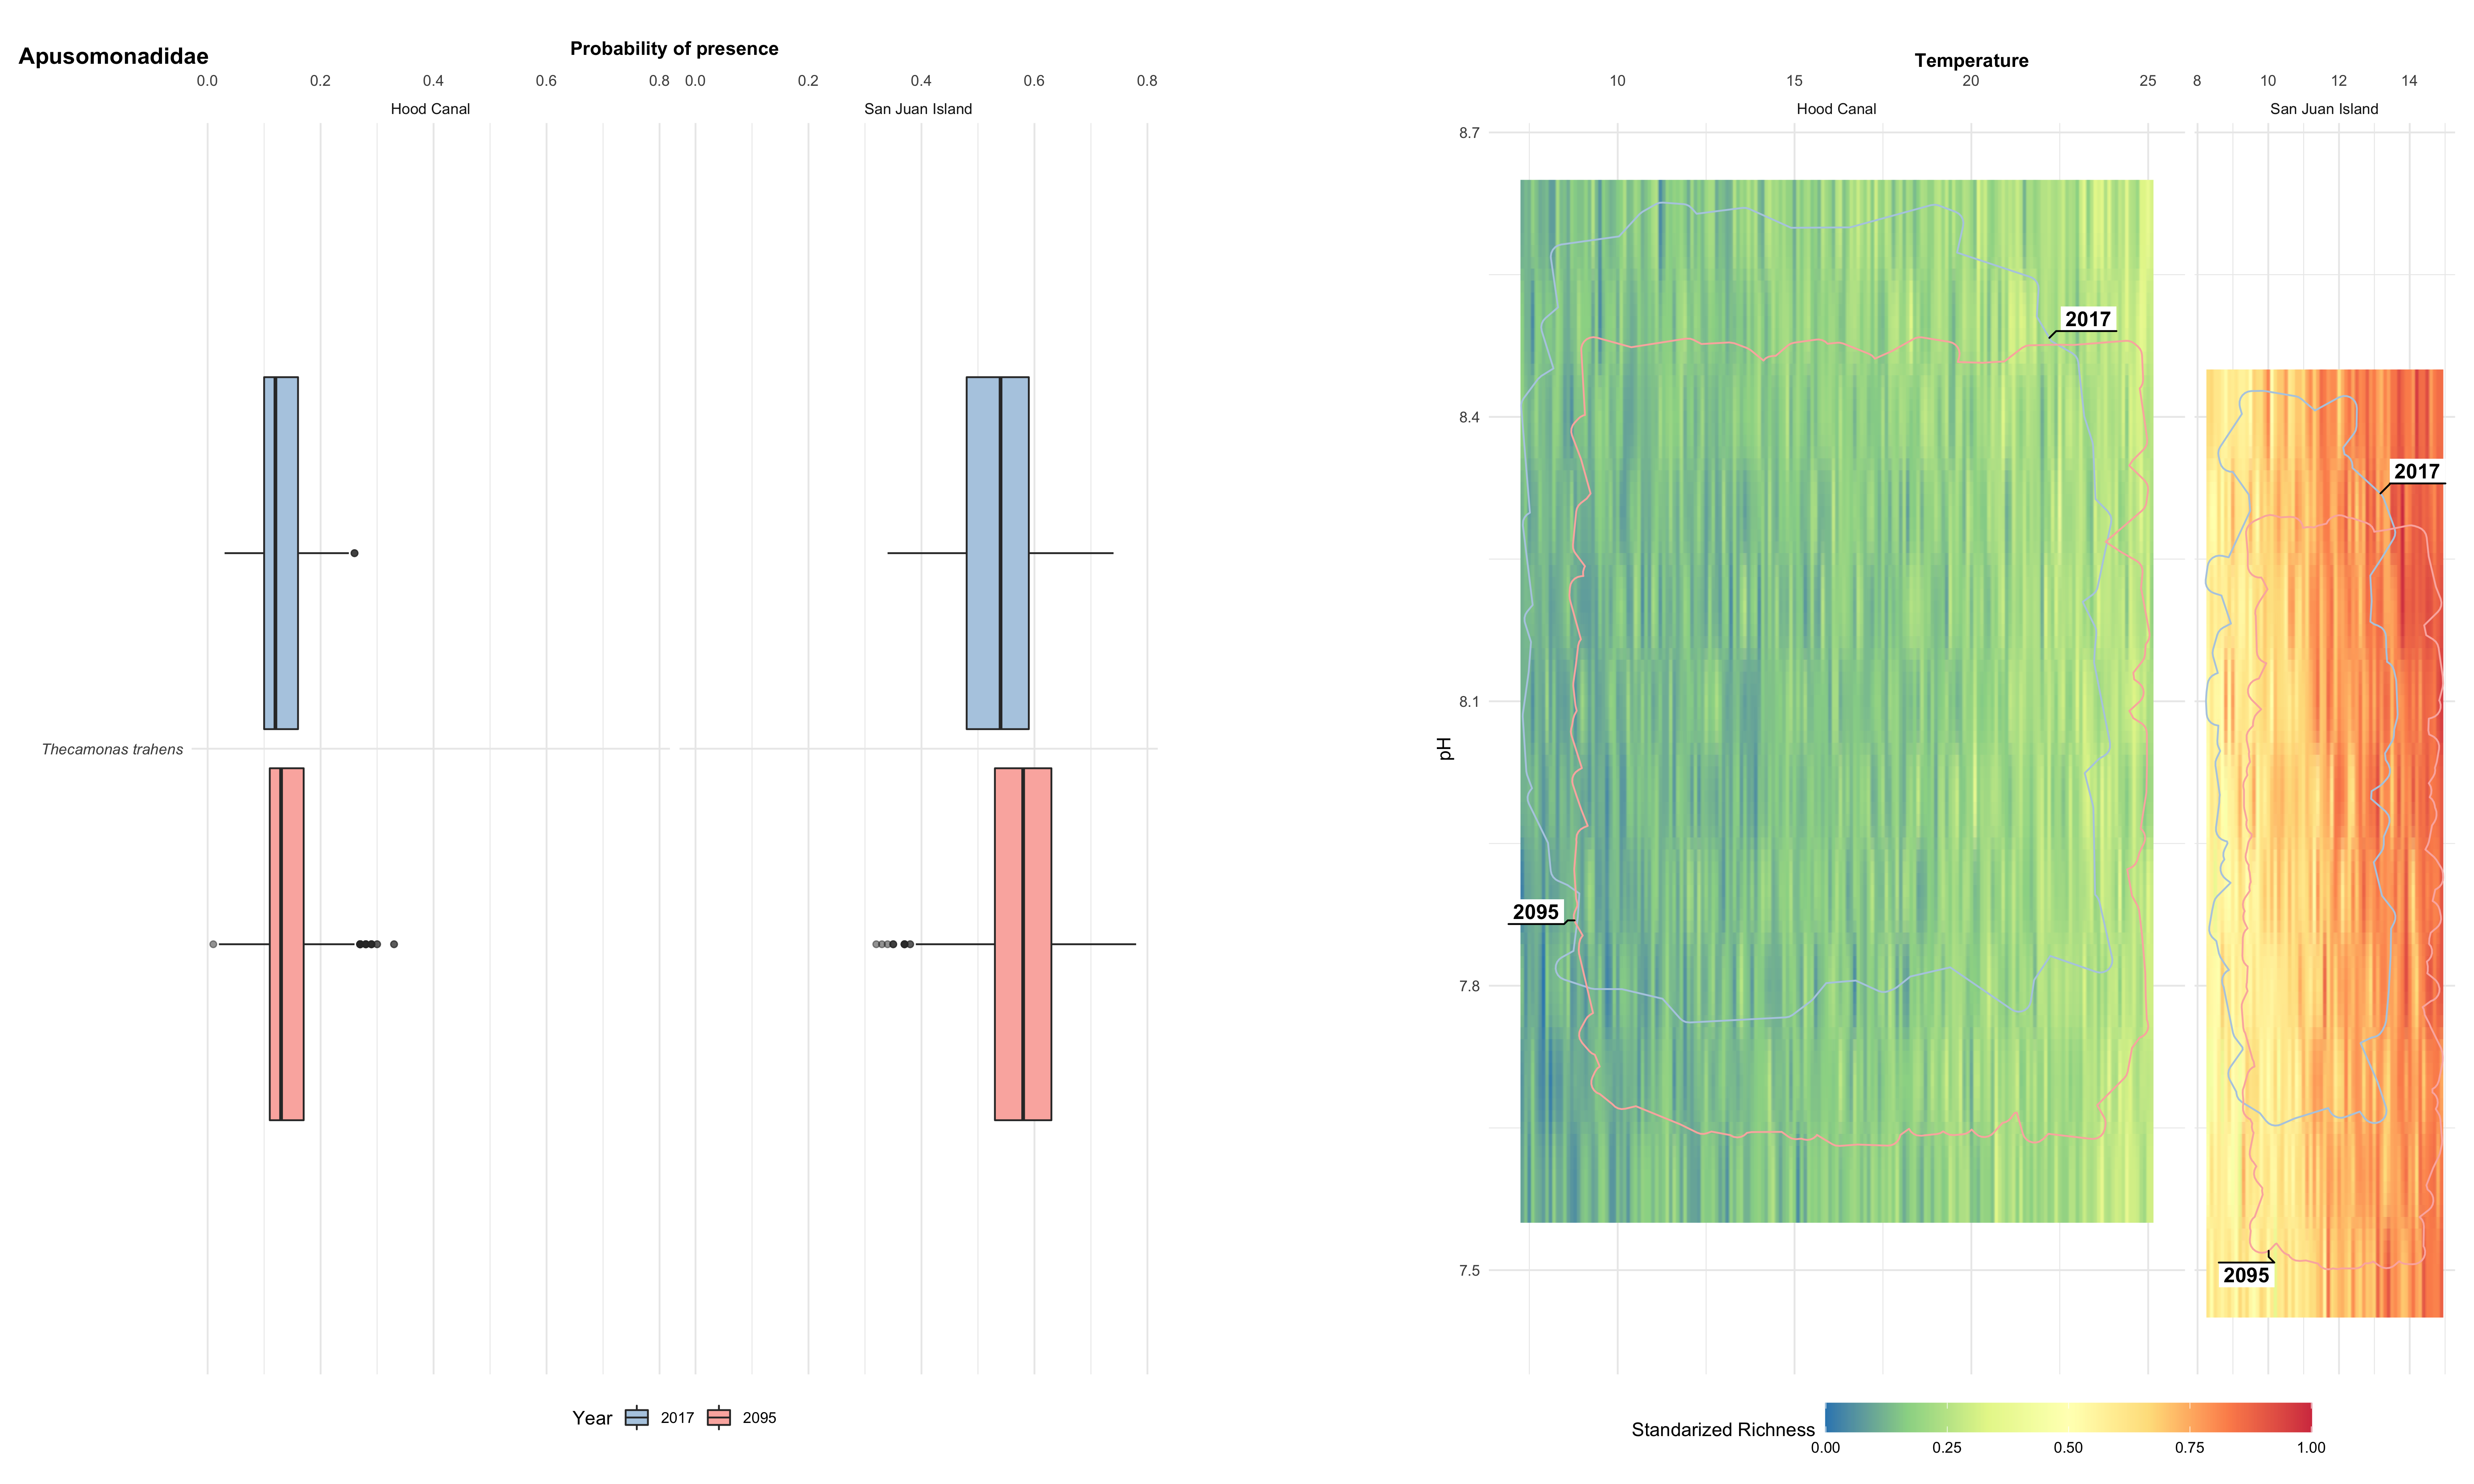 Apusomonadidae
Probability of presence
0.0 0.2 0.4 0.6 0.8 0.0 0.2 0.4 0.6 0.8
Hood Canal San Juan Island
Thecamonas trahens
Year 2017 2095
Temperature
10 15 20 25 8 10 12 14
Hood Canal San Juan Island
8.7
8.4
8.1
7.8
7.5
pH
2017
2017
2095
2095
Standarized Richness
0.00 0.25 0.50 0.75 1.00